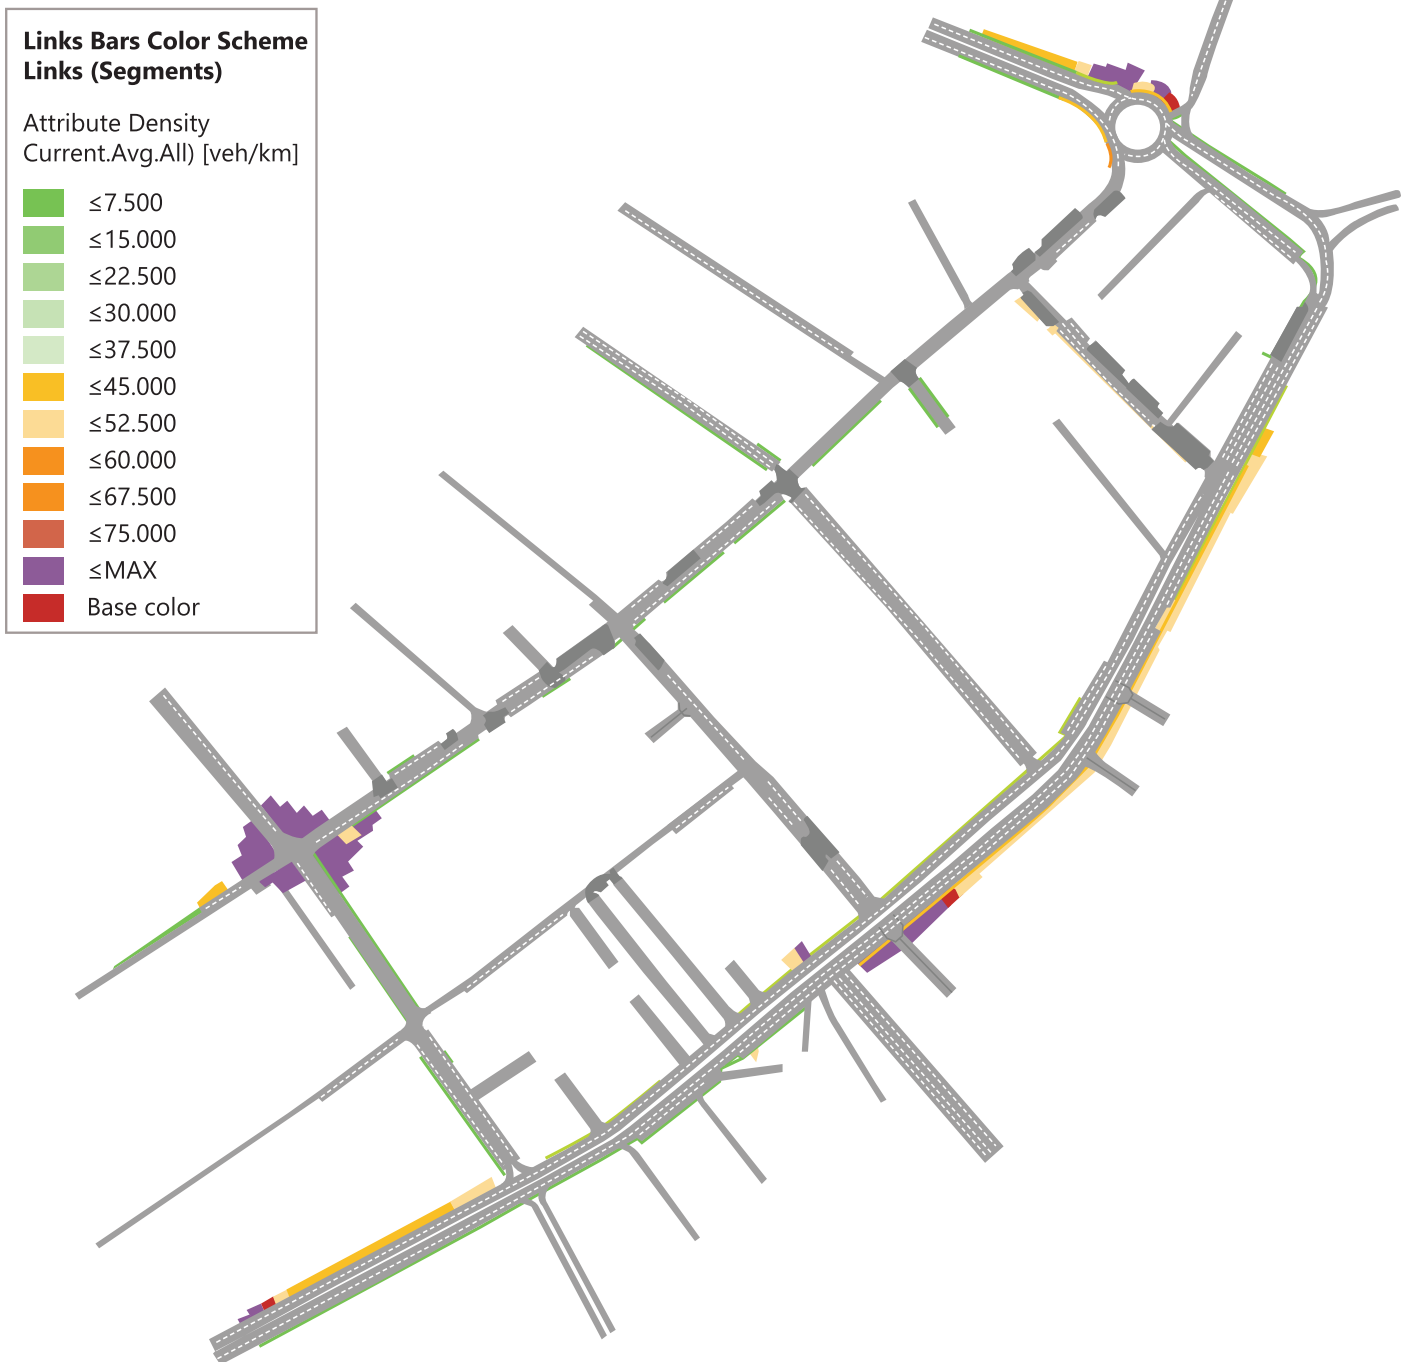 Links Bars Color Scheme
Links (Segments)
Attribute Density
Current.Avg.All) [veh/km]
≤7.500
≤15.000
≤22.500
≤30.000
≤37.500
≤45.000
≤52.500
≤60.000
≤67.500
≤75.000
≤MAX
Base color